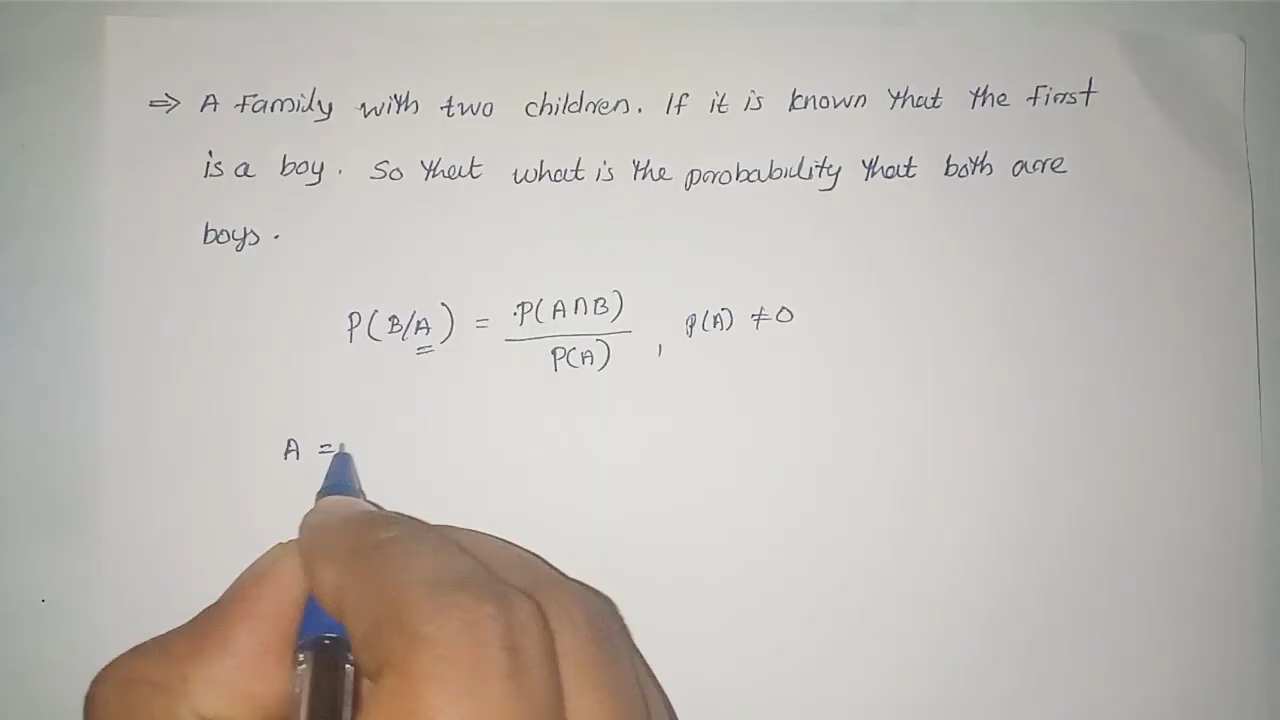 ⇒ A Family with two children. If it is known that the first
is a boy. So that what is the probability that both are
boys.
P(B/A) = P(A∩B) / P(A) , P(A) ≠ 0
A =